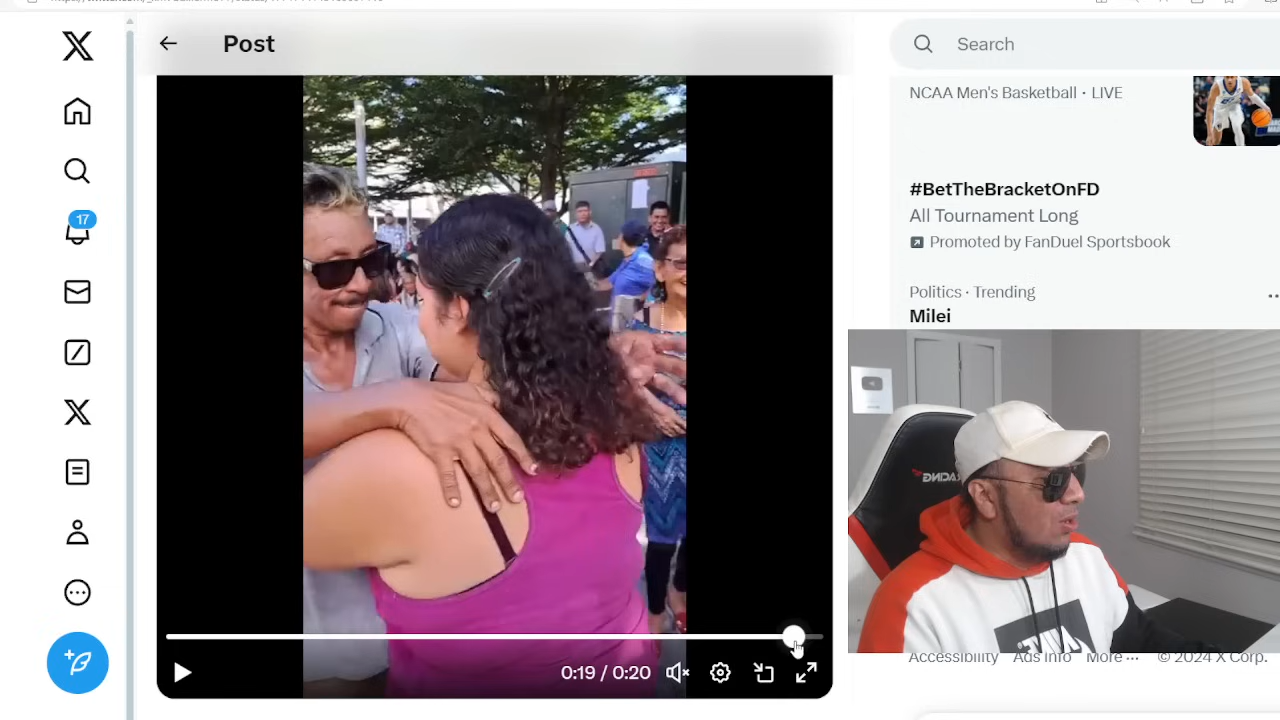 Post
Search
17
NCAA Men's Basketball · LIVE
#BetTheBracketOnFD
All Tournament Long
Promoted by FanDuel Sportsbook
Politics · Trending
Milei
0:19 / 0:20
Accessibility Ads info More ··· © 2024 X Corp.